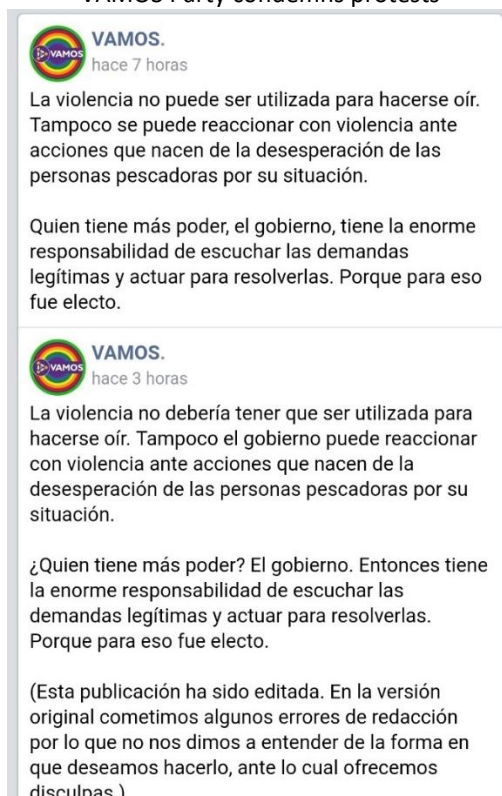 VAMOS Party condemns protests
VAMOS.
VAMOS
hace 7 horas
La violencia no puede ser utilizada para hacerse oír.
Tampoco se puede reaccionar con violencia ante
acciones que nacen de la desesperación de las
personas pescadoras por su situación.
Quien tiene más poder, el gobierno, tiene la enorme
responsabilidad de escuchar las demandas
legítimas y actuar para resolverlas. Porque para eso
fue electo.
VAMOS.
VAMOS
hace 3 horas
La violencia no debería tener que ser utilizada para
hacerse oír. Tampoco el gobierno puede reaccionar
con violencia ante acciones que nacen de la
desesperación de las personas pescadoras por su
situación.
¿Quien tiene más poder? El gobierno. Entonces tiene
la enorme responsabilidad de escuchar las
demandas legítimas y actuar para resolverlas.
Porque para eso fue electo.
(Esta publicación ha sido editada. En la versión
original cometimos algunos errores de redacción
por lo que no nos dimos a entender de la forma en
que deseamos hacerlo, ante lo cual ofrecemos
disculpas.)